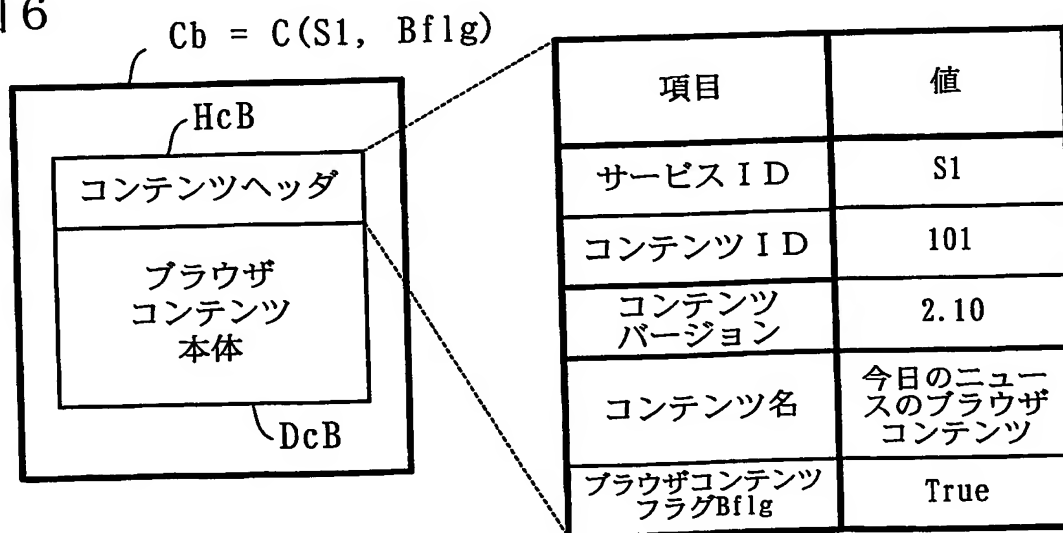 16
Cb = C(S1, Bflg)
HcB
コンテンツヘッダ
ブラウザ
コンテンツ
本体
DcB
項目
値
サービスＩＤ
S1
コンテンツＩＤ
101
コンテンツ
バージョン
2.10
コンテンツ名
今日のニュー
スのブラウザ
コンテンツ
ブラウザコンテンツ
フラグBflg
True